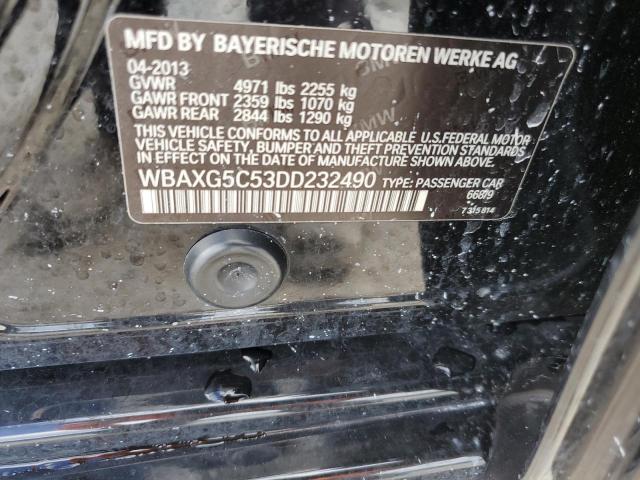 MFD BY BAYERISCHE MOTOREN WERKE AG
04-2013
GVWR 4971 lbs 2255 kg
GAWR FRONT 2359 lbs 1070 kg
GAWR REAR 2844 lbs 1290 kg
THIS VEHICLE CONFORMS TO ALL APPLICABLE U.S.FEDERAL MOTOR
VEHICLE SAFETY, BUMPER AND THEFT PREVENTION STANDARDS
IN EFFECT ON THE DATE OF MANUFACTURE SHOWN ABOVE.
WBAXG5C53DD232490 TYPE: PASSENGER CAR
66879
7315814